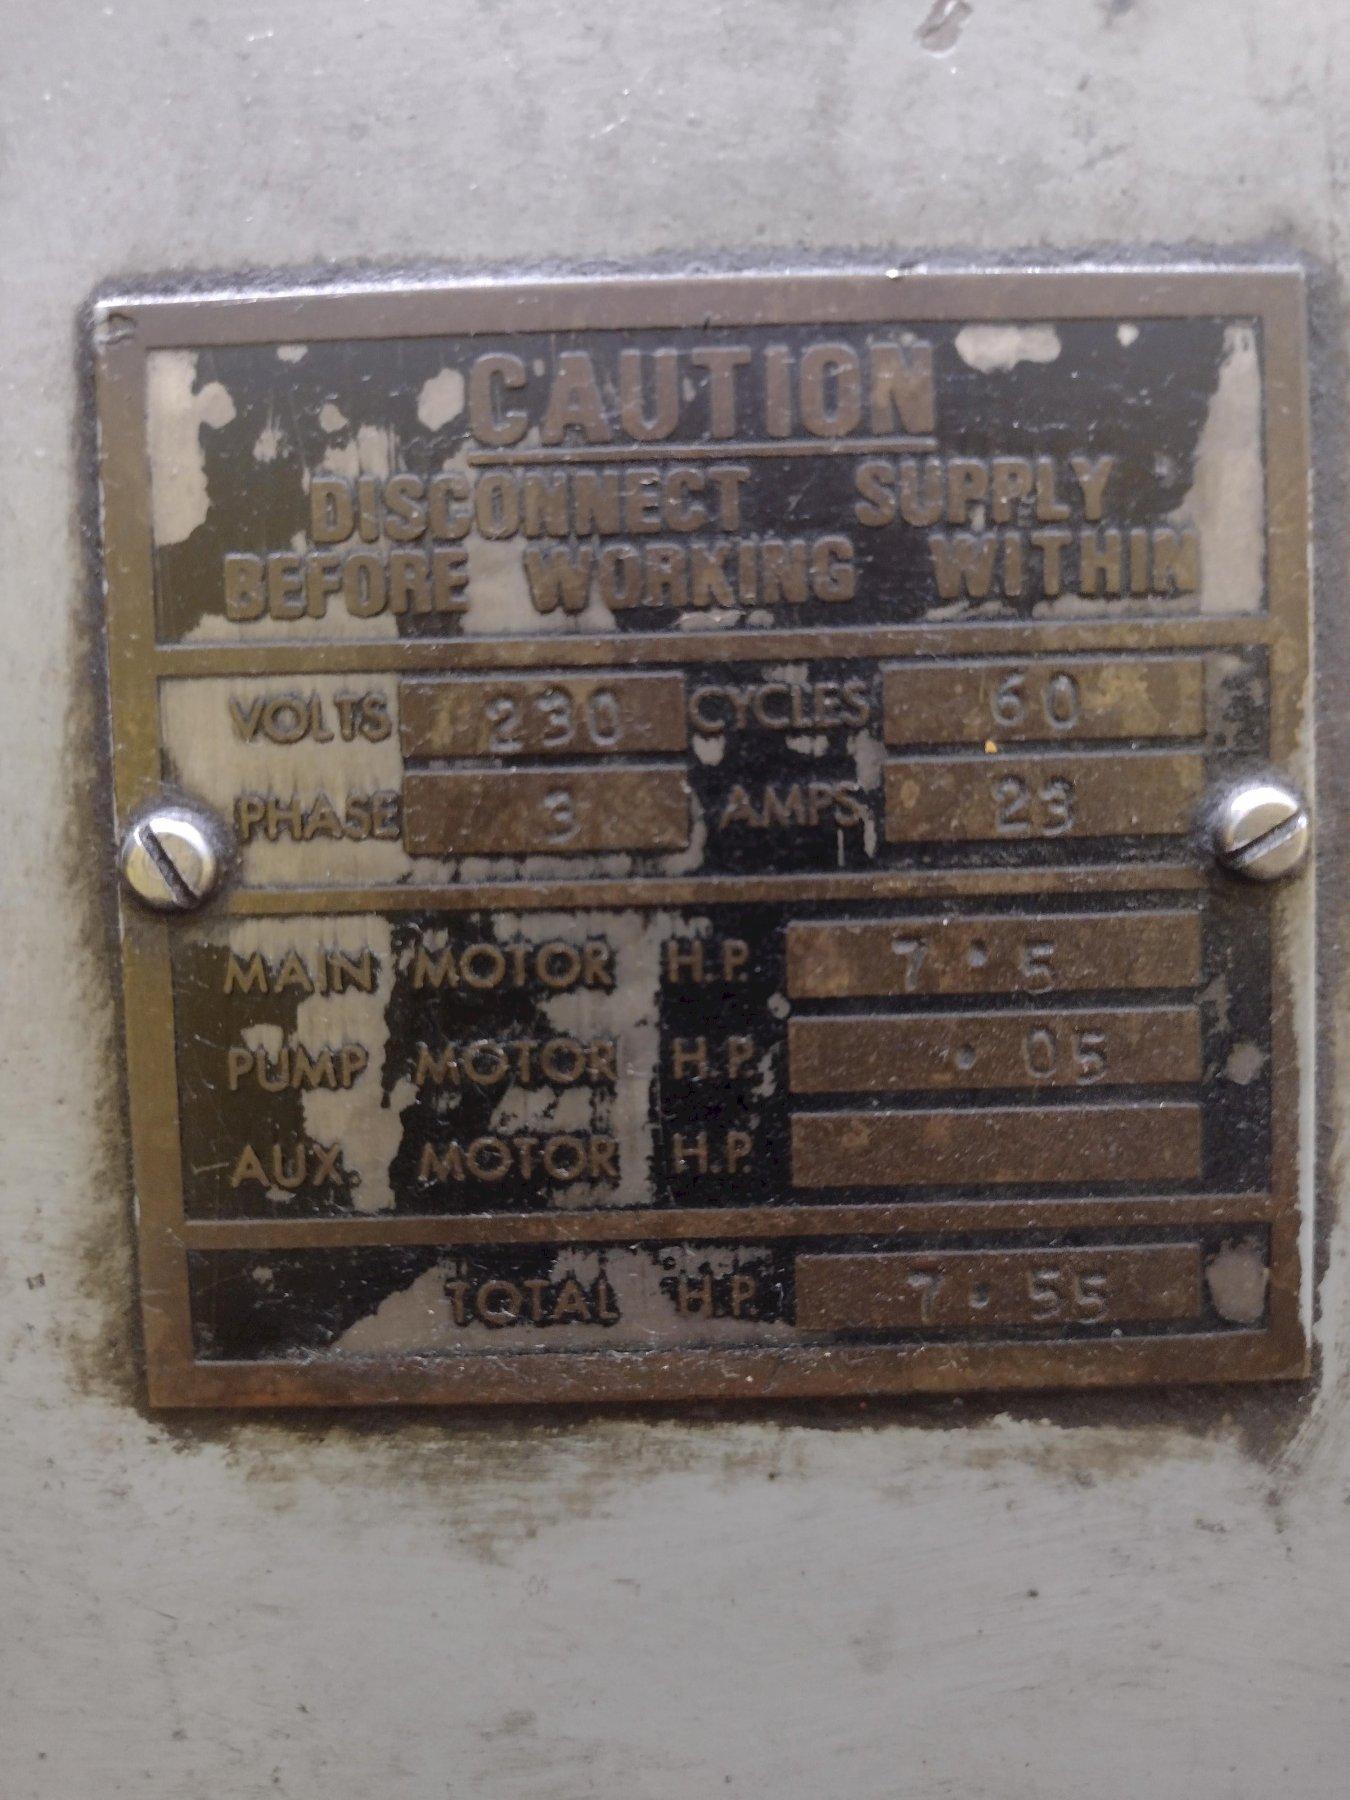 CAUTION
DISCONNECT SUPPLY
BEFORE WORKING WITHIN
VOLTS 230 CYCLES 60
PHASE 3 AMPS 23
MAIN MOTOR H.P. 7.5
PUMP MOTOR H.P. .05
AUX. MOTOR H.P.
TOTAL H.P. 7.55